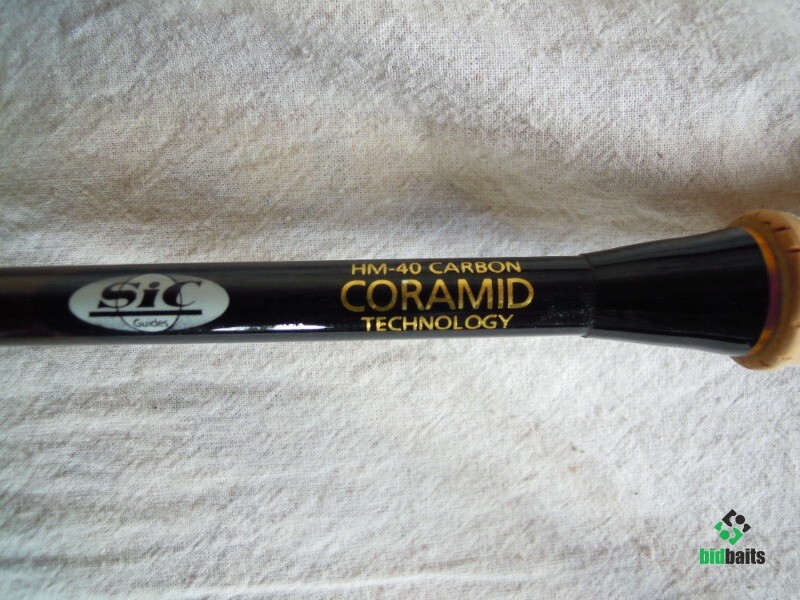 SiC
Guides
HM-40 CARBON
CORAMID
TECHNOLOGY
bidbaits